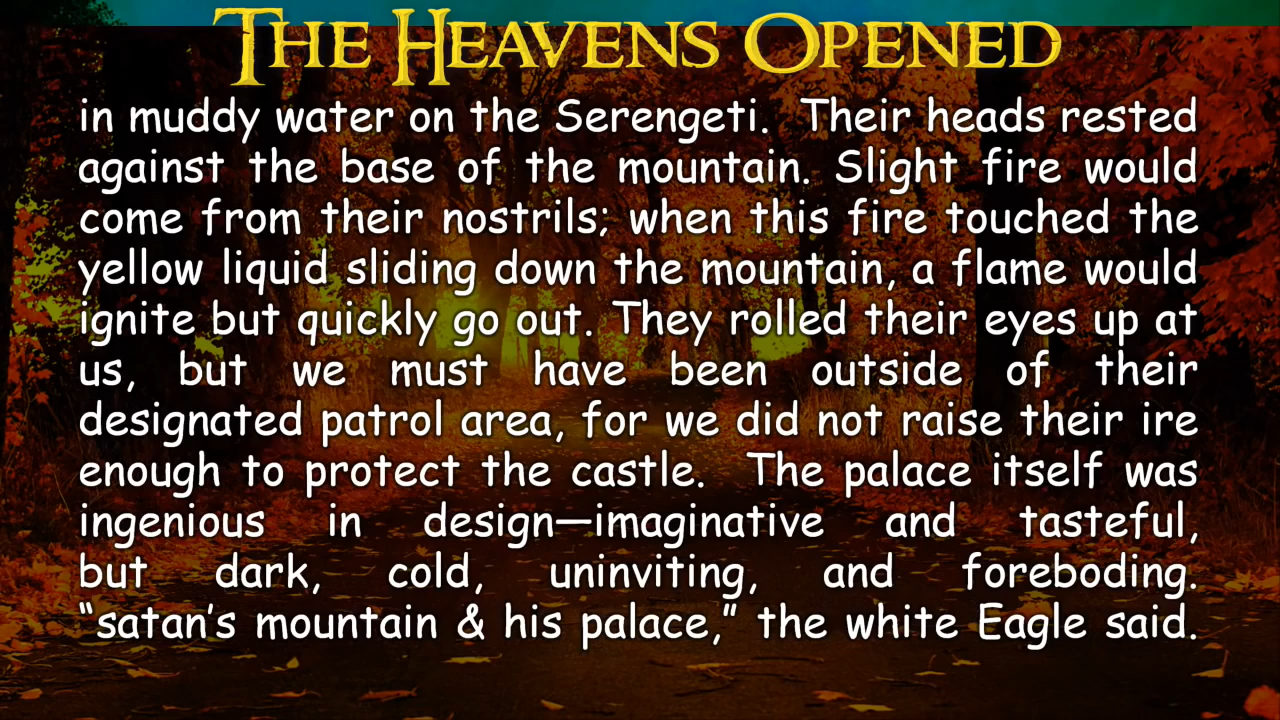 THE HEAVENS OPENED
in muddy water on the Serengeti.  Their heads rested
against the base of the mountain. Slight fire would
come from their nostrils; when this fire touched the
yellow liquid sliding down the mountain, a flame would
ignite but quickly go out. They rolled their eyes up at
us, but we must have been outside of their
designated patrol area, for we did not raise their ire
enough to protect the castle.  The palace itself was
ingenious in design—imaginative and tasteful,
but dark, cold, uninviting, and foreboding.
“satan’s mountain & his palace,” the white Eagle said.